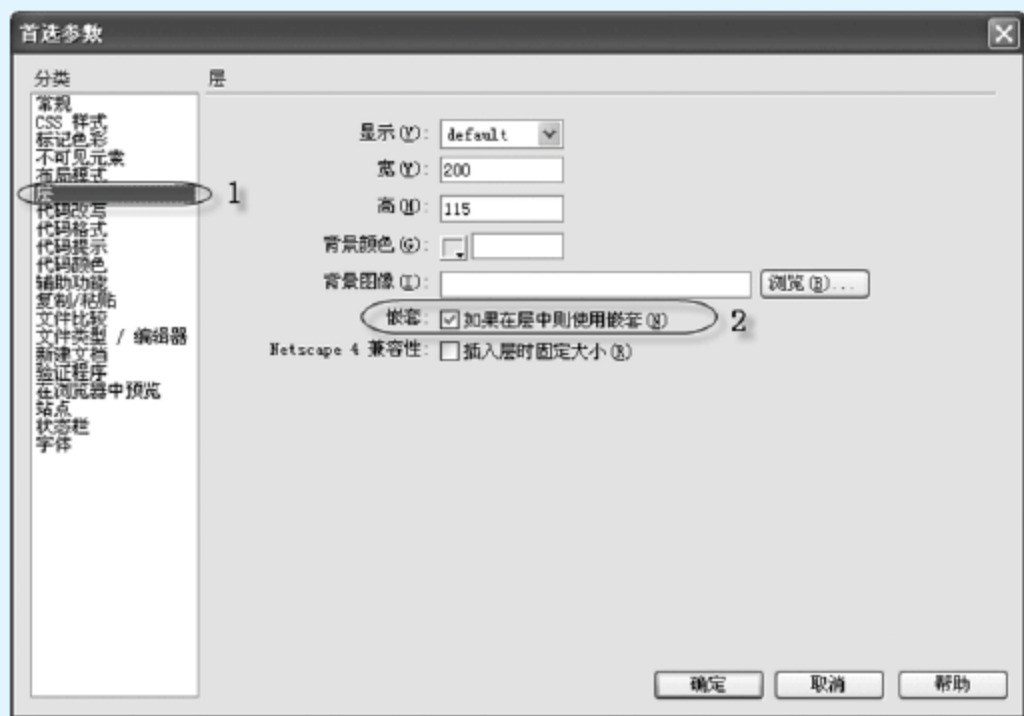 首选参数
分类
常规
CSS 样式
标记色彩
不可见元素
布局模式
层
代码改写
代码格式
代码提示
代码颜色
辅助功能
复制/粘贴
文件比较
文件类型 / 编辑器
新建文档
验证程序
在浏览器中预览
站点
状态栏
字体
1
层
显示(Y): default
宽(Y): 200
高(H): 115
背景颜色(G):
背景图像(I): 浏览(B)...
嵌套: 如果在层中则使用嵌套(N) 2
Netscape 4 兼容性: 插入层时固定大小(R)
确定 取消 帮助